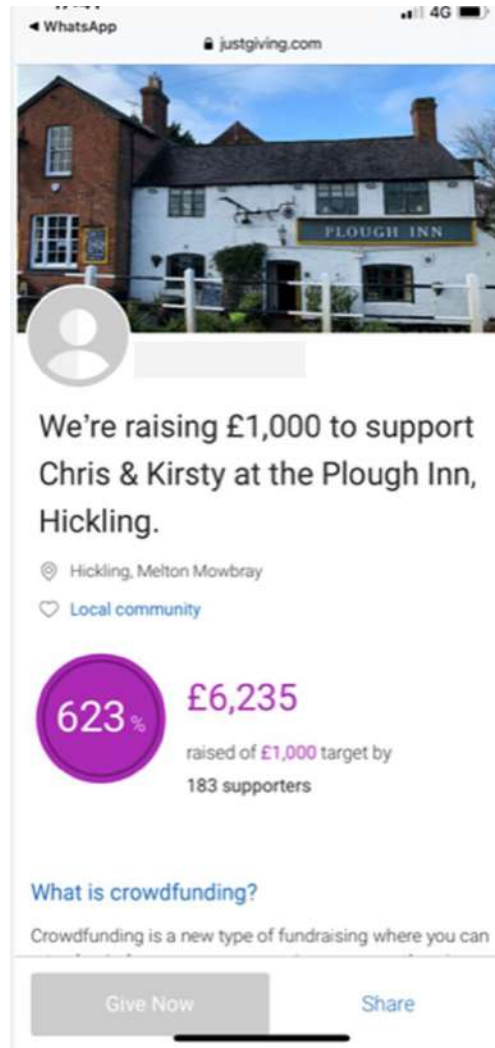 WhatsApp
4G
justgiving.com
PLOUGH INN
We're raising £1,000 to support
Chris & Kirsty at the Plough Inn,
Hickling.
Hickling, Melton Mowbray
Local community
623 %
£6,235
raised of £1,000 target by
183 supporters
What is crowdfunding?
Crowdfunding is a new type of fundraising where you can
Give Now
Share